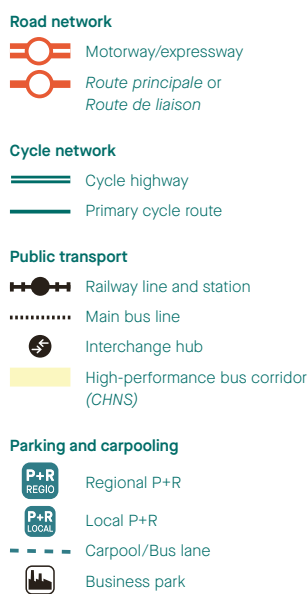 Road network
Motorway/expressway
Route principale or
Route de liaison
Cycle network
Cycle highway
Primary cycle route
Public transport
Railway line and station
Main bus line
Interchange hub
High-performance bus corridor
(CHNS)
Parking and carpooling
P+R
REGIO
Regional P+R
P+R
LOCAL
Local P+R
Carpool/Bus lane
Business park